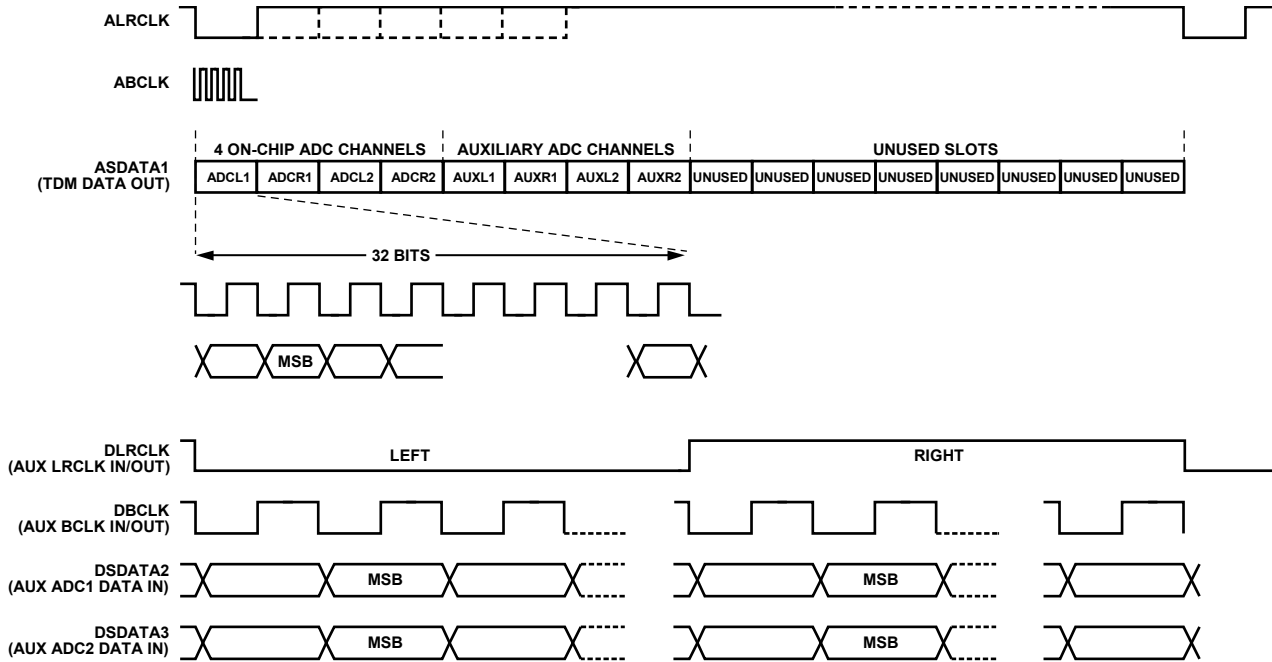 ALRCLK
ABCLK
4 ON-CHIP ADC CHANNELS AUXILIARY ADC CHANNELS UNUSED SLOTS
ASDATA1
(TDM DATA OUT)
ADCL1 ADCR1 ADCL2 ADCR2 AUXL1 AUXR1 AUXL2 AUXR2 UNUSED UNUSED UNUSED UNUSED UNUSED UNUSED UNUSED UNUSED
32 BITS
MSB
DLRCLK
(AUX LRCLK IN/OUT)
LEFT RIGHT
DBCLK
(AUX BCLK IN/OUT)
DSDATA2
(AUX ADC1 DATA IN)
MSB MSB
DSDATA3
(AUX ADC2 DATA IN)
MSB MSB